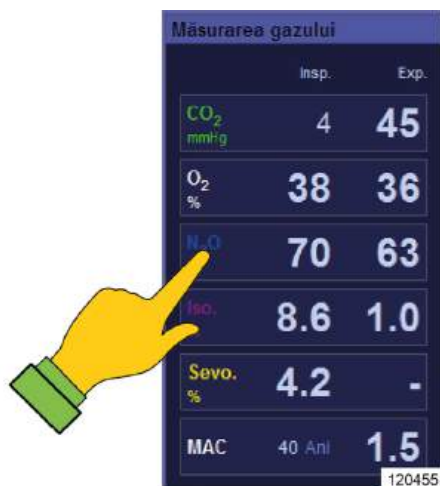 Măsurarea gazului
Insp. Exp.
CO₂ 4 45
mmHg
O₂ 38 36
%
N₂O 70 63
Iso. 8.6 1.0
Sevo. 4.2 -
%
MAC 40 Ani 1.5
120455